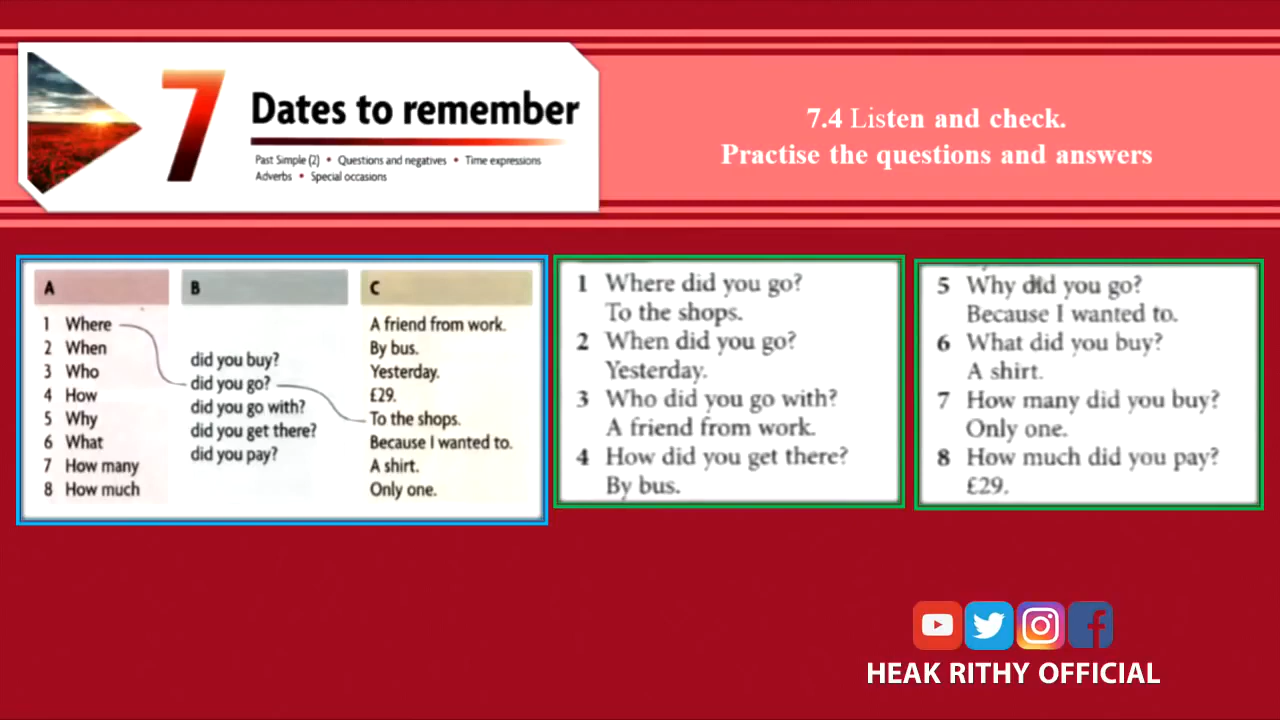 7
Dates to remember
Past Simple (2) • Questions and negatives • Time expressions
Adverbs • Special occasions
7.4 Listen and check.
Practise the questions and answers
A
1 Where
2 When
3 Who
4 How
5 Why
6 What
7 How many
8 How much
B
did you buy?
did you go?
did you go with?
did you get there?
did you pay?
C
A friend from work.
By bus.
Yesterday.
£29.
To the shops.
Because I wanted to.
A shirt.
Only one.
1 Where did you go?
To the shops.
2 When did you go?
Yesterday.
3 Who did you go with?
A friend from work.
4 How did you get there?
By bus.
5 Why did you go?
Because I wanted to.
6 What did you buy?
A shirt.
7 How many did you buy?
Only one.
8 How much did you pay?
£29.
HEAK RITHY OFFICIAL